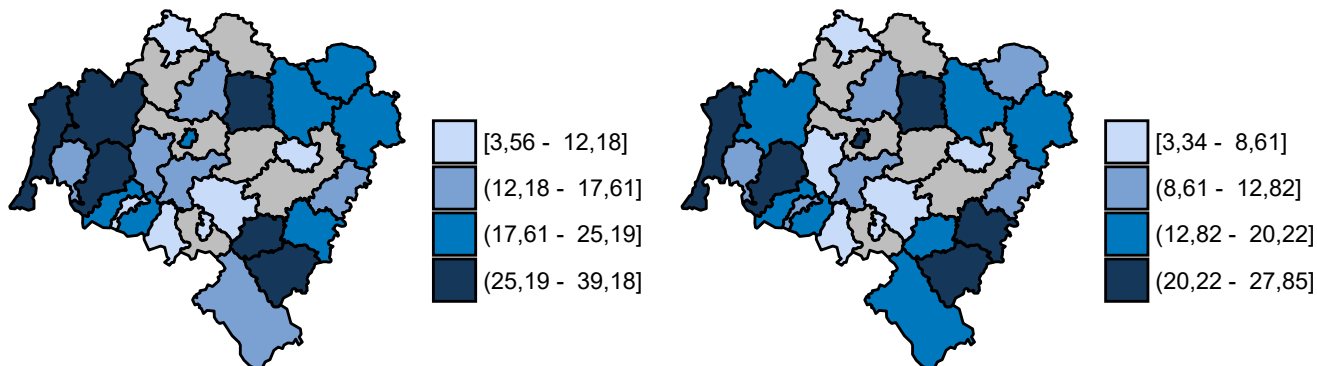 [3,56 - 12,18]
(12,18 - 17,61]
(17,61 - 25,19]
(25,19 - 39,18]
[3,34 - 8,61]
(8,61 - 12,82]
(12,82 - 20,22]
(20,22 - 27,85]